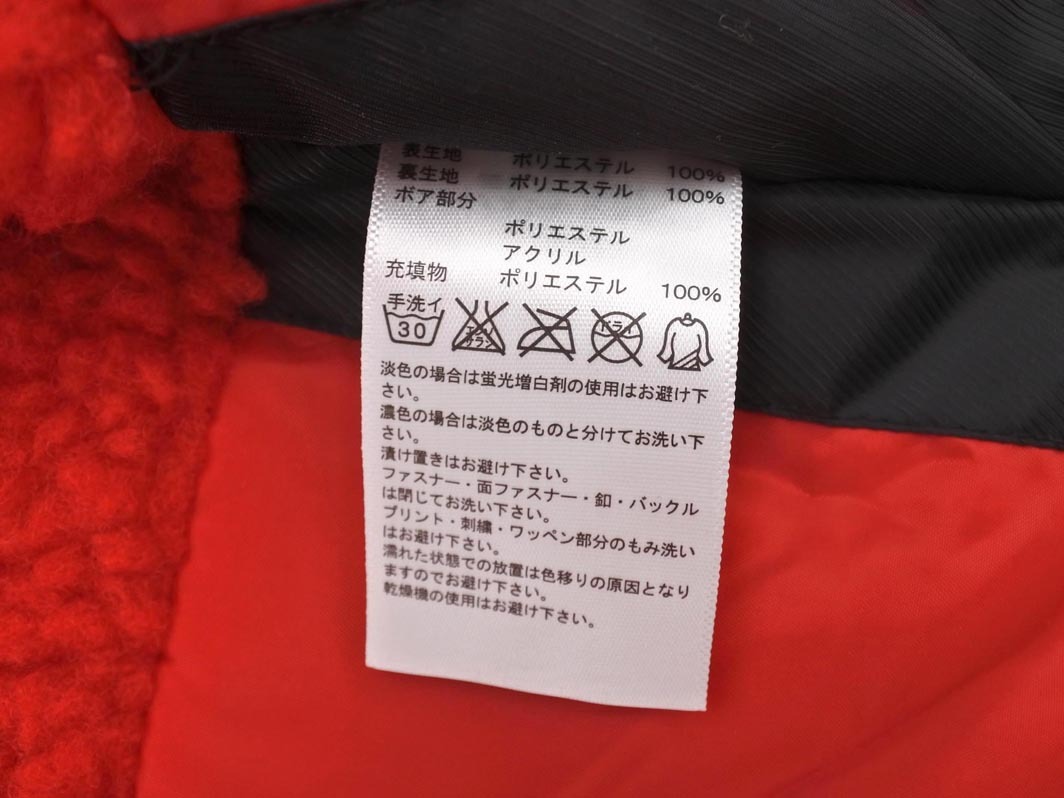 表生地 ポリエステル 100%
裏生地 ポリエステル 100%
ボア部分
ポリエステル
アクリル
充填物 ポリエステル 100%
手洗イ
30
エンソ
サラシ
ドライ
淡色の場合は蛍光増白剤の使用はお避け下
さい。
濃色の場合は淡色のものと分けてお洗い下
さい。
漬け置きはお避け下さい。
ファスナー・面ファスナー・釦・バックル
は閉じてお洗い下さい。
プリント・刺繍・ワッペン部分のもみ洗い
はお避け下さい。
濡れた状態での放置は色移りの原因となり
ますのでお避け下さい。
乾燥機の使用はお避け下さい。